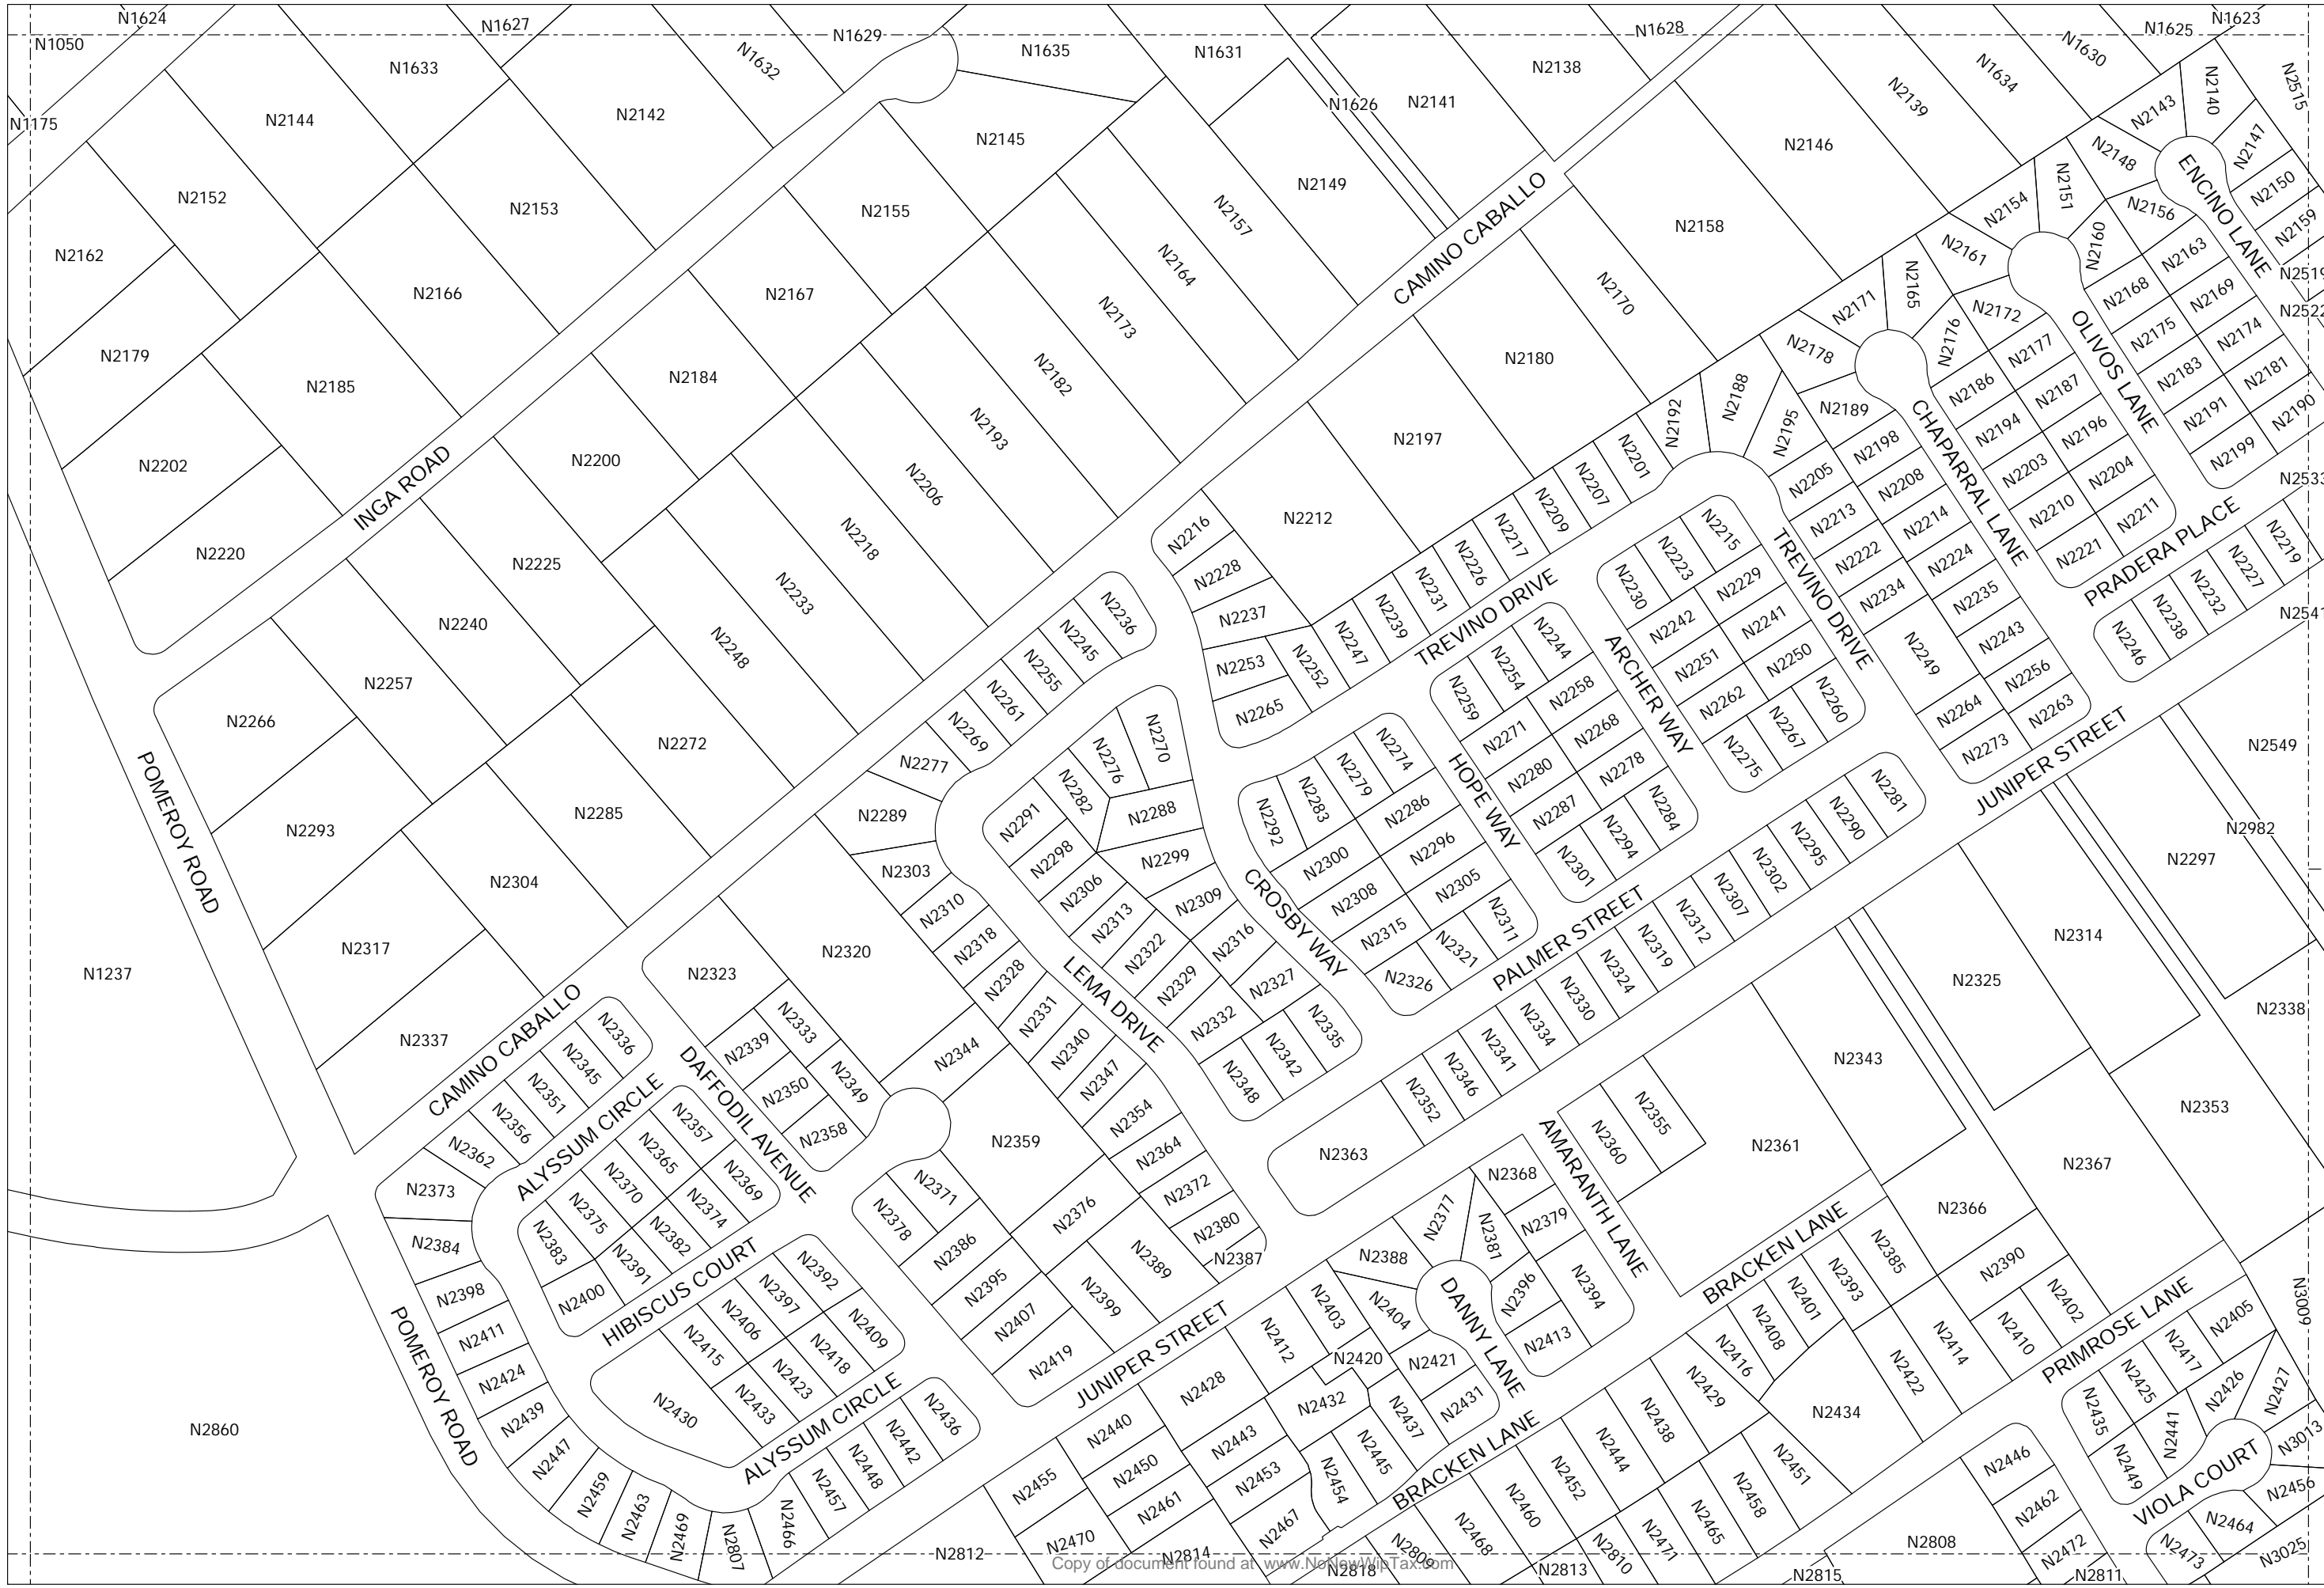 N1624
N1050
N1627
N1629
N1635
N1631
N1628
N1625
N1623
N1633
N1632
N2138
N1634
N1630
N2515
N1175
N2144
N2142
N2145
N1626
N2141
N2139
N2143
N2140
N2147
N2146
N2148
ENCINO LANE
N2150
N2152
N2153
N2155
N2157
N2149
CAMINO CABALLO
N2158
N2154
N2151
N2156
N2159
N2162
N2166
N2167
N2164
N2170
N2161
N2160
N2163
N2519
N2165
N2168
N2169
N2522
N2179
N2185
N2184
N2173
N2180
N2171
N2172
N2176
OLIVOS LANE
N2175
N2174
N2178
N2177
N2183
N2181
N2182
N2188
N2189
N2186
N2187
N2191
N2190
N2202
INGA ROAD
N2200
N2206
N2193
N2197
N2192
N2195
CHAPARRAL LANE
N2194
N2196
N2199
N2201
N2198
N2203
N2204
N2533
N2220
N2225
N2218
N2216
N2212
N2207
N2209
N2205
N2208
N2210
N2211
N2217
N2215
N2213
N2214
PRADERA PLACE
N2219
N2228
N2226
N2223
TREVINO DRIVE
N2222
N2224
N2221
N2227
N2233
N2231
N2230
N2229
N2234
N2235
N2232
N2240
N2236
N2237
N2239
TREVINO DRIVE
N2242
N2241
N2238
N2541
N2248
N2245
N2247
N2244
ARCHER WAY
N2243
N2246
N2257
N2255
N2253
N2252
N2254
N2251
N2250
N2249
N2256
N2266
N2261
N2265
N2259
N2258
N2262
N2260
N2264
N2263
N2272
N2269
N2270
N2274
N2271
N2268
N2267
N2273
JUNIPER STREET
N2549
POMEROY ROAD
N2277
N2276
N2279
HOPE WAY
N2280
N2278
N2275
N2293
N2285
N2289
N2282
N2288
N2283
N2286
N2287
N2284
N2281
N2291
N2292
N2290
N2982
N2304
N2303
N2298
N2299
N2300
N2296
N2294
N2295
N2297
N2306
N2309
CROSBY WAY
N2308
N2305
N2301
N2302
N2317
N2310
N2313
N2307
N1237
N2323
N2320
N2318
N2322
N2316
N2315
N2311
N2312
N2314
N2328
LEMA DRIVE
N2329
N2327
N2321
N2326
PALMER STREET
N2319
N2325
N2337
CAMINO CABALLO
N2336
N2333
N2331
N2332
N2335
N2324
N2330
N2338
N2339
N2344
N2340
N2342
N2334
N2345
N2341
N2343
N2351
DAFFODIL AVENUE
N2350
N2349
N2347
N2348
N2346
N2356
ALYSSUM CIRCLE
N2357
N2358
N2359
N2354
N2352
N2355
N2353
N2362
N2365
N2364
N2363
AMARANTH LANE
N2360
N2361
N2367
N2373
N2370
N2369
N2371
N2372
N2368
N2375
N2374
N2378
N2376
N2377
N2379
N2366
N2384
N2383
N2382
N2386
N2380
N2381
BRACKEN LANE
N2385
N2391
HIBISCUS COURT
N2392
N2389
N2387
N2388
N2390
N2398
N2400
N2397
N2395
N2399
DANNY LANE
N2396
N2394
N2393
N2401
N2402
N3009
POMEROY ROAD
N2411
N2406
N2409
N2407
N2403
N2404
N2408
N2410
PRIMROSE LANE
N2405
N2415
N2418
N2419
JUNIPER STREET
N2412
N2413
N2416
N2414
N2417
N2424
N2423
N2420
N2421
N2422
N2425
N2426
N2427
N2439
N2430
N2433
ALYSSUM CIRCLE
N2436
N2428
N2432
N2431
N2429
N2434
N2435
N2860
N2447
N2442
N2440
N2443
N2437
N2438
N2441
N3013
N2448
N2450
N2445
BRACKEN LANE
N2444
N2446
N2449
N2459
N2457
N2455
N2453
N2454
N2452
N2451
VIOLA COURT
N2456
N2463
N2461
N2460
N2458
N2462
N2464
N2469
N2466
N2470
N2467
N2468
N2465
N2808
N2807
N2812
N2814
N2809
N2810
N2471
N2472
N2473
N3025
Copy of document found at www.NoNewWipTax.com
N2818
N2813
N2815
N2811